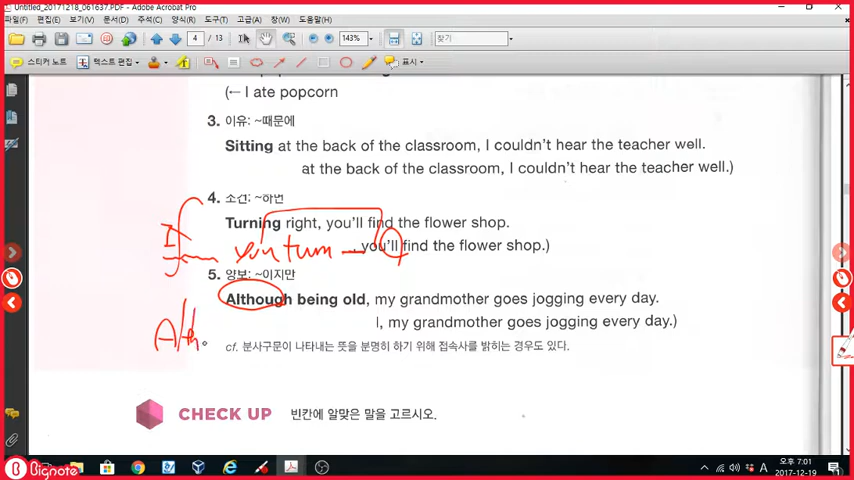 Untitled_20171218_061637.PDF - Adobe Acrobat Pro
파일(F) 편집(E) 보기(V) 문서(D) 주석(C) 양식(R) 도구(T) 고급(A) 창(W) 도움말(H)
4 / 13 143% 찾기
스티커 노트 텍스트 편집 표시
(← I ate popcorn
3. 이유: ~때문에
Sitting at the back of the classroom, I couldn't hear the teacher well.
at the back of the classroom, I couldn't hear the teacher well.)
4. 조건: ~하면
Turning right, you'll find the flower shop.
If you turn , you'll find the flower shop.)
5. 양보: ~이지만
Although being old, my grandmother goes jogging every day.
Alth l, my grandmother goes jogging every day.)
cf. 분사구문이 나타내는 뜻을 분명히 하기 위해 접속사를 밝히는 경우도 있다.
CHECK UP 빈칸에 알맞은 말을 고르시오.
Bignote
A 오후 7:01
2017-12-19